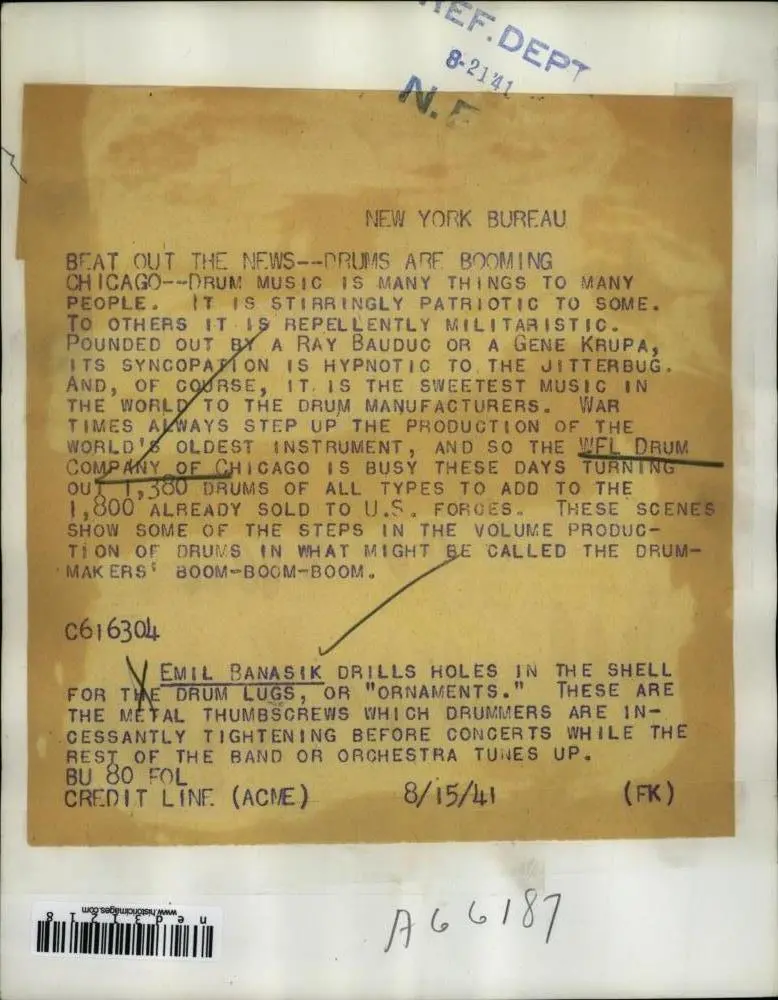 REF. DEPT
8-21 41
N. E
NEW YORK BUREAU
BEAT OUT THE NEWS--DRUMS ARE BOOMING
CHICAGO--DRUM MUSIC IS MANY THINGS TO MANY
PEOPLE. IT IS STIRRINGLY PATRIOTIC TO SOME.
TO OTHERS IT IS REPELLENTLY MILITARISTIC.
POUNDED OUT BY A RAY BAUDUC OR A GENE KRUPA,
ITS SYNCOPATION IS HYPNOTIC TO THE JITTERBUG.
AND, OF COURSE, IT IS THE SWEETEST MUSIC IN
THE WORLD TO THE DRUM MANUFACTURERS. WAR
TIMES ALWAYS STEP UP THE PRODUCTION OF THE
WORLD'S OLDEST INSTRUMENT, AND SO THE WFL DRUM
COMPANY OF CHICAGO IS BUSY THESE DAYS TURNING
OUT 1,380 DRUMS OF ALL TYPES TO ADD TO THE
1,800 ALREADY SOLD TO U.S. FORCES. THESE SCENES
SHOW SOME OF THE STEPS IN THE VOLUME PRODUC-
TION OF DRUMS IN WHAT MIGHT BE CALLED THE DRUM-
MAKERS' BOOM-BOOM-BOOM.
C616304
EMIL BANASIK DRILLS HOLES IN THE SHELL
FOR THE DRUM LUGS, OR "ORNAMENTS." THESE ARE
THE METAL THUMBSCREWS WHICH DRUMMERS ARE IN-
CESSANTLY TIGHTENING BEFORE CONCERTS WHILE THE
REST OF THE BAND OR ORCHESTRA TUNES UP.
BU 80 FOL
CREDIT LINE (ACME) 8/15/41 (FK)
www.historicimages.com
ned31218
A66187